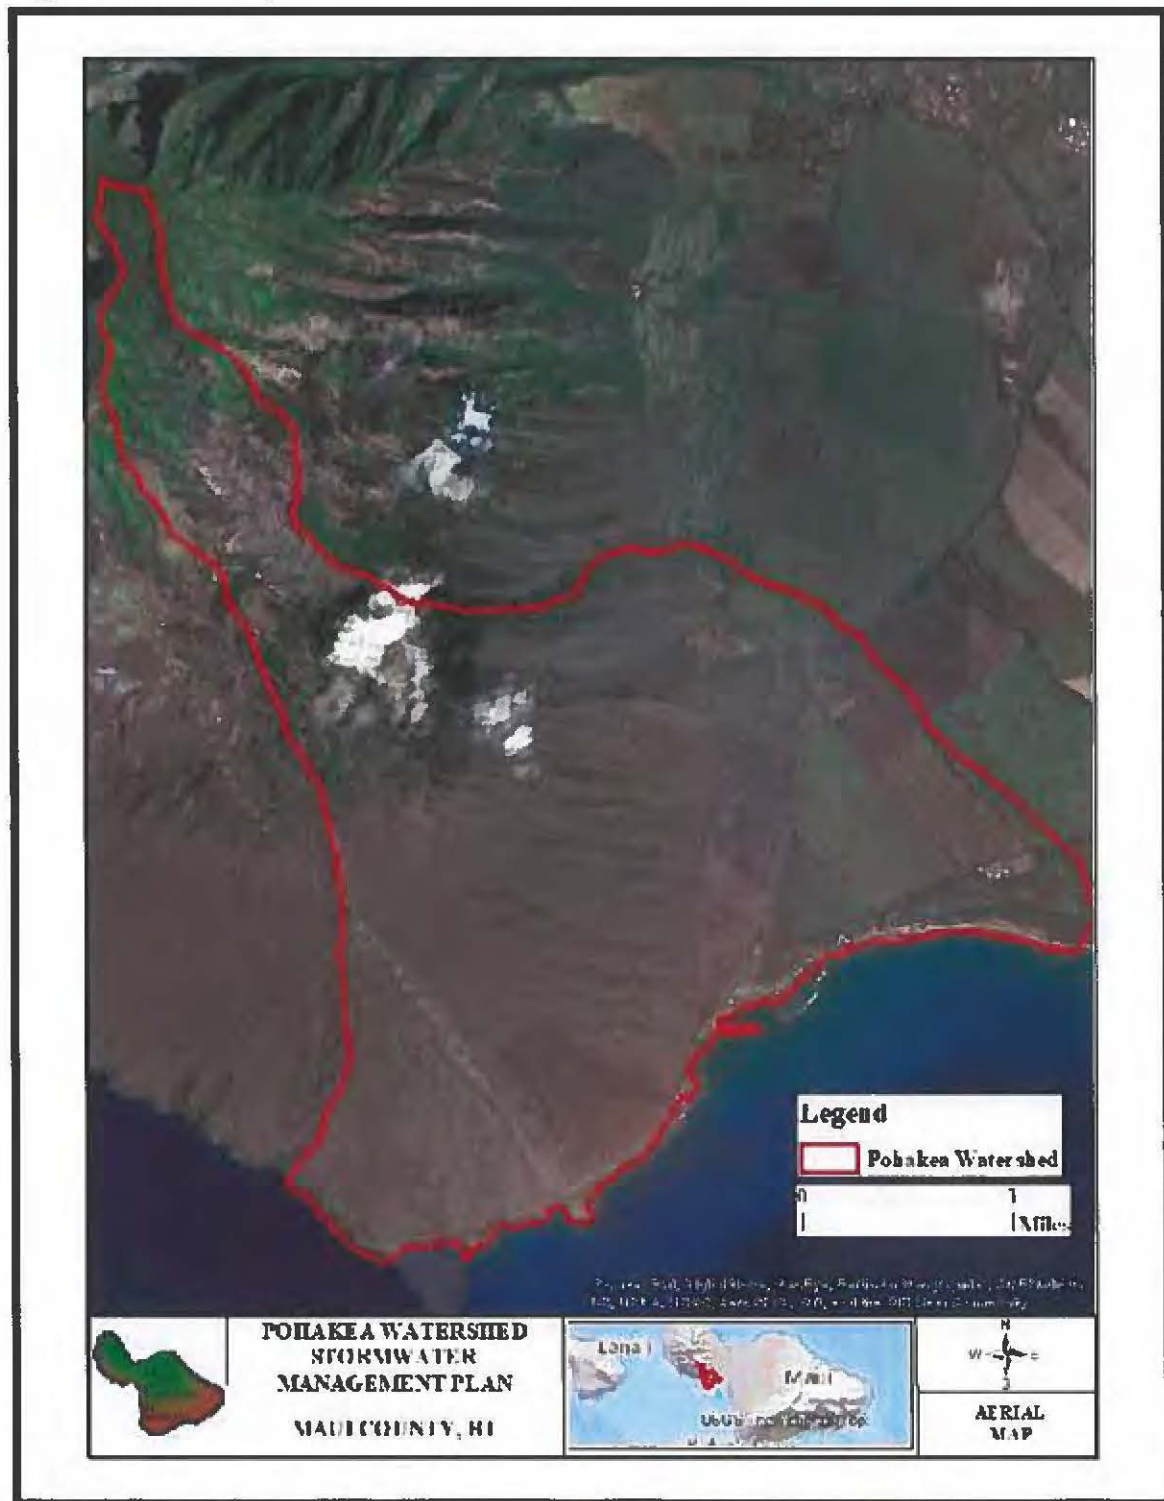 Legend
Pohakea Watershed
0 1
Miles
POHAKEA WATERSHED
STORMWATER
MANAGEMENT PLAN
MAUI COUNTY, HI
Lanai
Maui
N
W E
S
AERIAL
MAP